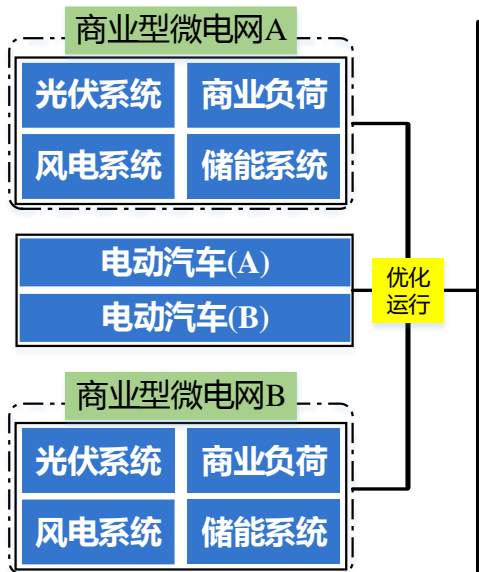 商业型微电网A
光伏系统 商业负荷
风电系统 储能系统
电动汽车(A)
电动汽车(B)
优化
运行
商业型微电网B
光伏系统 商业负荷
风电系统 储能系统